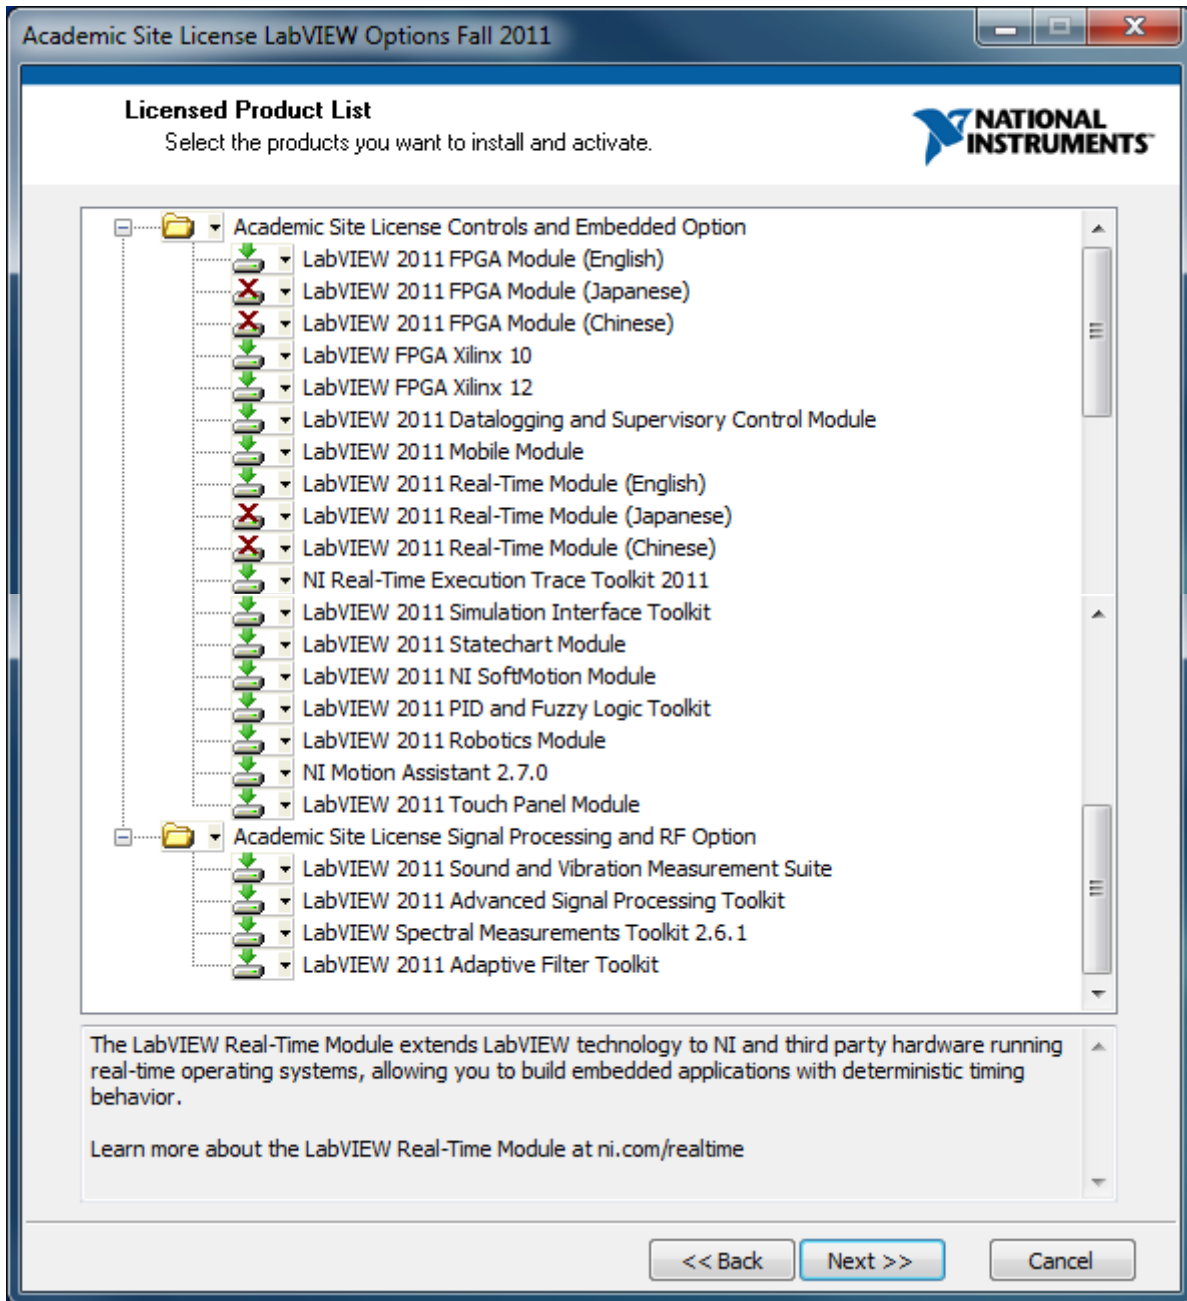 Academic Site License LabVIEW Options Fall 2011
Licensed Product List
Select the products you want to install and activate.
NATIONAL
INSTRUMENTS™
Academic Site License Controls and Embedded Option
LabVIEW 2011 FPGA Module (English)
LabVIEW 2011 FPGA Module (Japanese)
LabVIEW 2011 FPGA Module (Chinese)
LabVIEW FPGA Xilinx 10
LabVIEW FPGA Xilinx 12
LabVIEW 2011 Datalogging and Supervisory Control Module
LabVIEW 2011 Mobile Module
LabVIEW 2011 Real-Time Module (English)
LabVIEW 2011 Real-Time Module (Japanese)
LabVIEW 2011 Real-Time Module (Chinese)
NI Real-Time Execution Trace Toolkit 2011
LabVIEW 2011 Simulation Interface Toolkit
LabVIEW 2011 Statechart Module
LabVIEW 2011 NI SoftMotion Module
LabVIEW 2011 PID and Fuzzy Logic Toolkit
LabVIEW 2011 Robotics Module
NI Motion Assistant 2.7.0
LabVIEW 2011 Touch Panel Module
Academic Site License Signal Processing and RF Option
LabVIEW 2011 Sound and Vibration Measurement Suite
LabVIEW 2011 Advanced Signal Processing Toolkit
LabVIEW Spectral Measurements Toolkit 2.6.1
LabVIEW 2011 Adaptive Filter Toolkit
The LabVIEW Real-Time Module extends LabVIEW technology to NI and third party hardware running
real-time operating systems, allowing you to build embedded applications with deterministic timing
behavior.
Learn more about the LabVIEW Real-Time Module at ni.com/realtime
<< Back
Next >>
Cancel